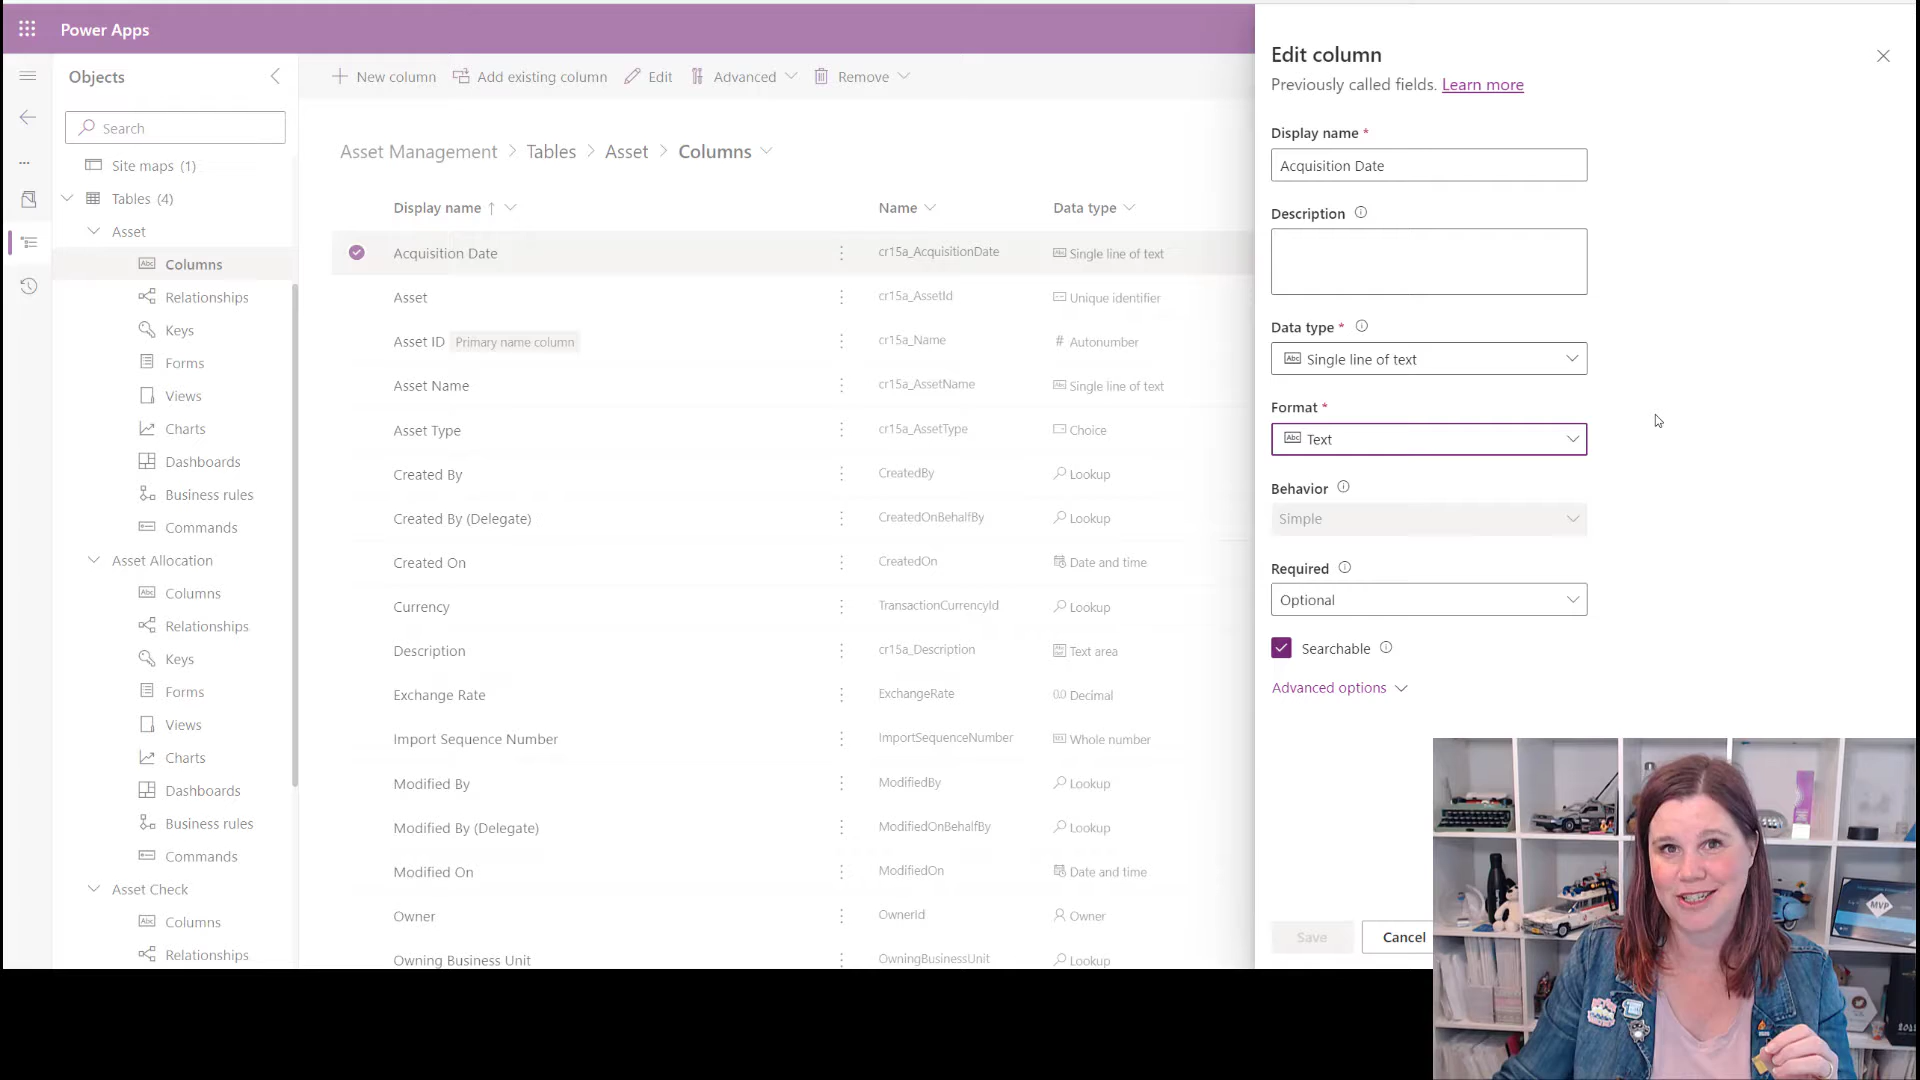 Power Apps
Objects
New column
Add existing column
Edit
Advanced
Remove
Search
Site maps (1)
Tables (4)
Asset
Columns
Relationships
Keys
Forms
Views
Charts
Dashboards
Business rules
Commands
Asset Allocation
Columns
Relationships
Keys
Forms
Views
Charts
Dashboards
Business rules
Commands
Asset Check
Columns
Relationships
Asset Management > Tables > Asset > Columns
Display name ↑ Name Data type
Acquisition Date cr15a_AcquisitionDate Single line of text
Asset cr15a_AssetId Unique identifier
Asset ID Primary name column cr15a_Name Autonumber
Asset Name cr15a_AssetName Single line of text
Asset Type cr15a_AssetType Choice
Created By CreatedBy Lookup
Created By (Delegate) CreatedOnBehalfBy Lookup
Created On CreatedOn Date and time
Currency TransactionCurrencyId Lookup
Description cr15a_Description Text area
Exchange Rate ExchangeRate Decimal
Import Sequence Number ImportSequenceNumber Whole number
Modified By ModifiedBy Lookup
Modified By (Delegate) ModifiedOnBehalfBy Lookup
Modified On ModifiedOn Date and time
Owner OwnerId Owner
Owning Business Unit OwningBusinessUnit Lookup
Edit column
Previously called fields. Learn more
Display name *
Acquisition Date
Description
Data type *
Abc Single line of text
Format *
Abc Text
Behavior
Simple
Required
Optional
Searchable
Advanced options
Save
Cancel
MVP